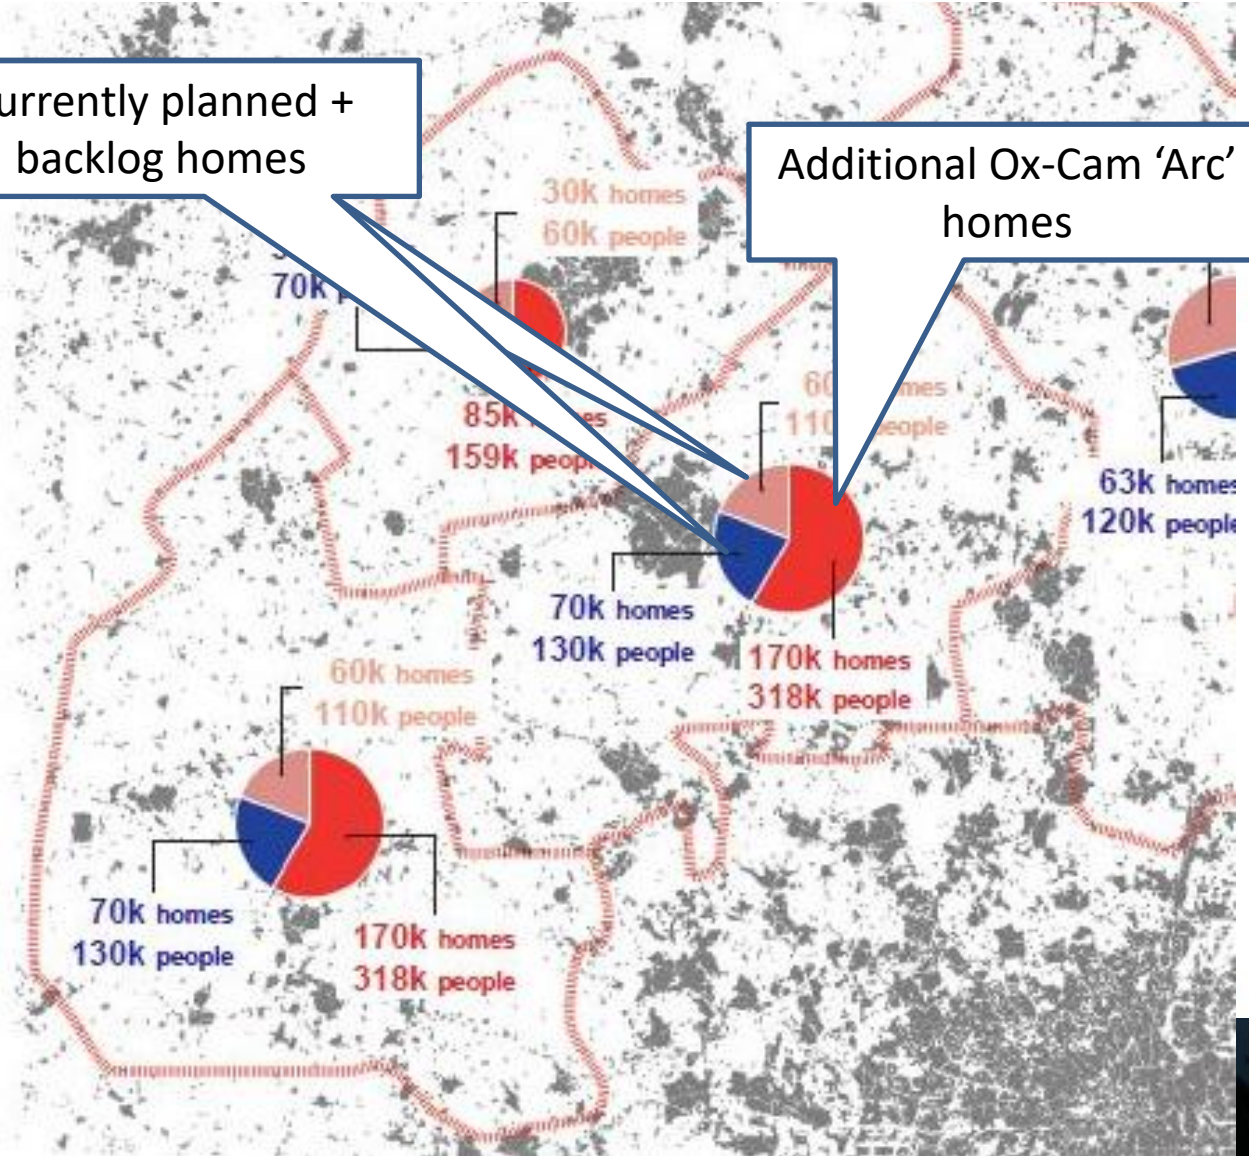 urrently planned +
backlog homes
Additional Ox-Cam ‘Arc’
homes
30k homes
60k people
70k
85k
159k
63k homes
120k people
70k homes
130k people
170k homes
318k people
60k homes
110k people
70k homes
130k people
170k homes
318k people